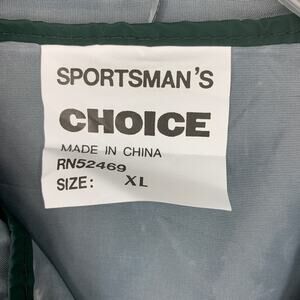 SPORTSMAN'S
CHOICE
MADE IN CHINA
RN52469
SIZE: XL